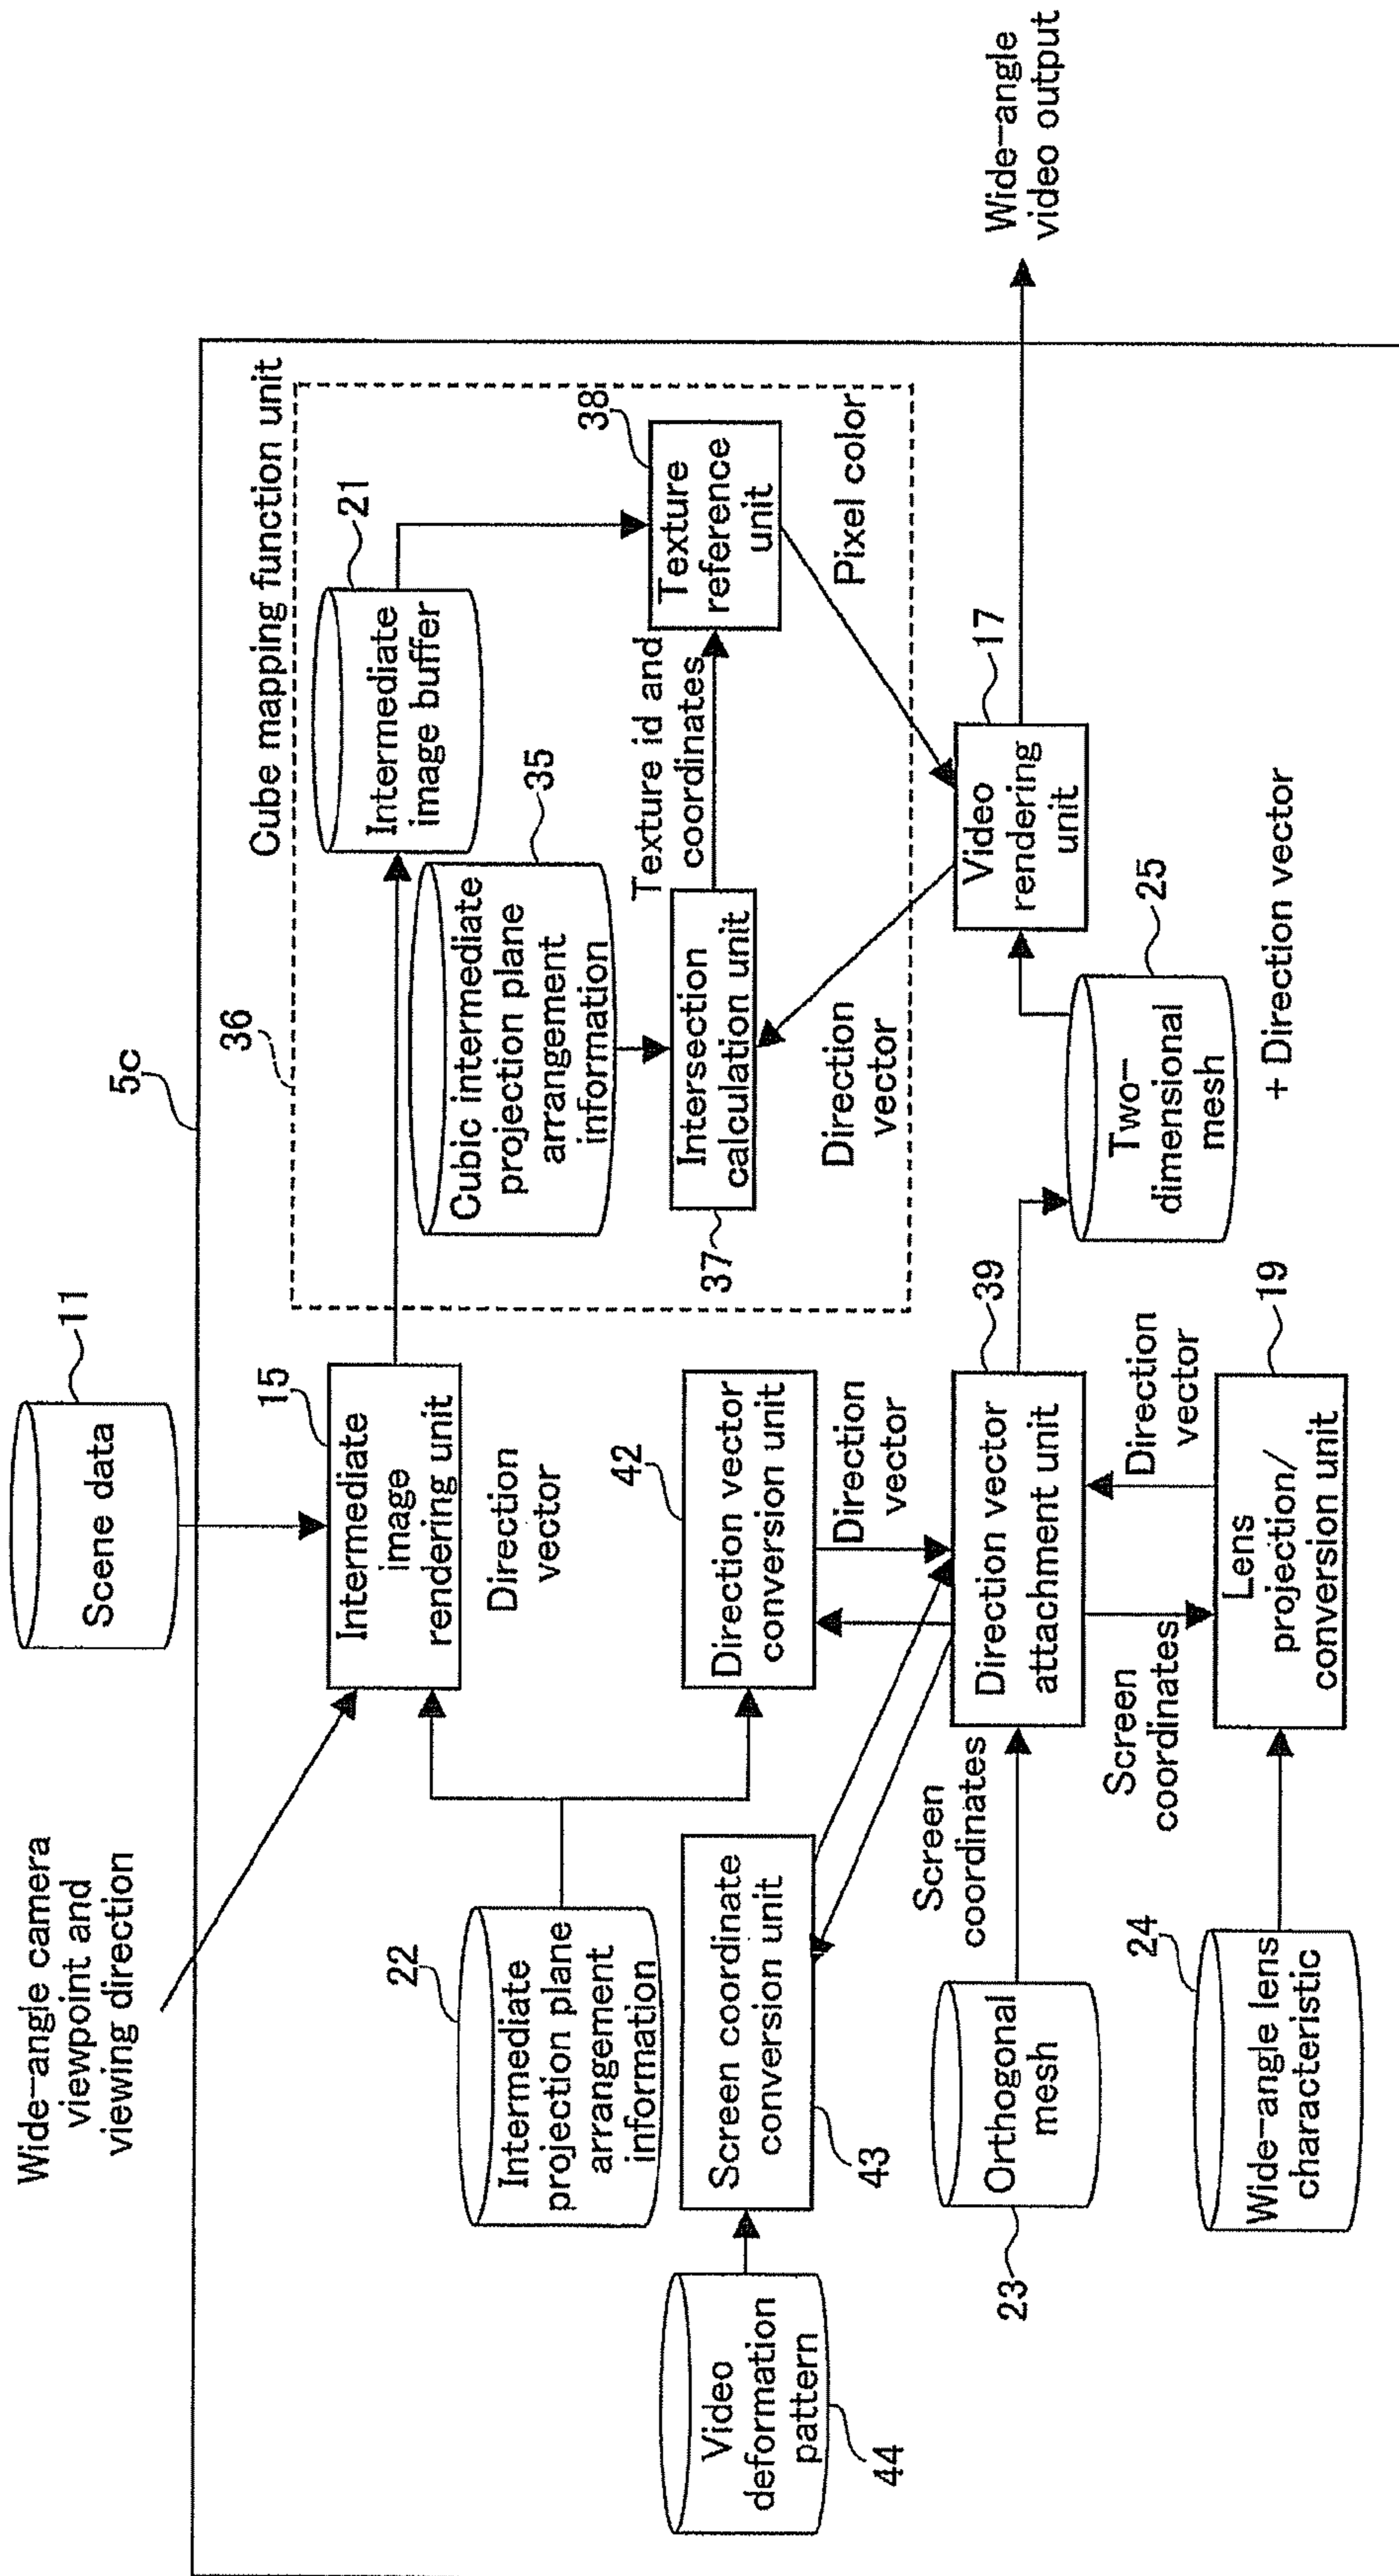 Wide-angle camera
viewpoint and
viewing direction
Scene data
11
5c
Intermediate
image
rendering unit
15
Direction
vector
36
Cube mapping function unit
Intermediate
image buffer
21
Cubic intermediate
projection plane
arrangement
information
35
Intersection
calculation unit
37
Texture id and
coordinates
Texture
reference
unit
38
Pixel color
Direction
vector
22
Intermediate
projection plane
arrangement
information
Direction vector
conversion unit
42
Direction
vector
Video
deformation
pattern
44
Screen coordinate
conversion unit
43
Screen
coordinates
Orthogonal
mesh
23
Direction vector
attachment unit
39
Screen
coordinates
Direction
vector
Wide-angle lens
characteristic
24
Lens
projection/
conversion unit
19
Two-
dimensional
mesh
25
+ Direction vector
Video
rendering
unit
17
Wide-angle
video output